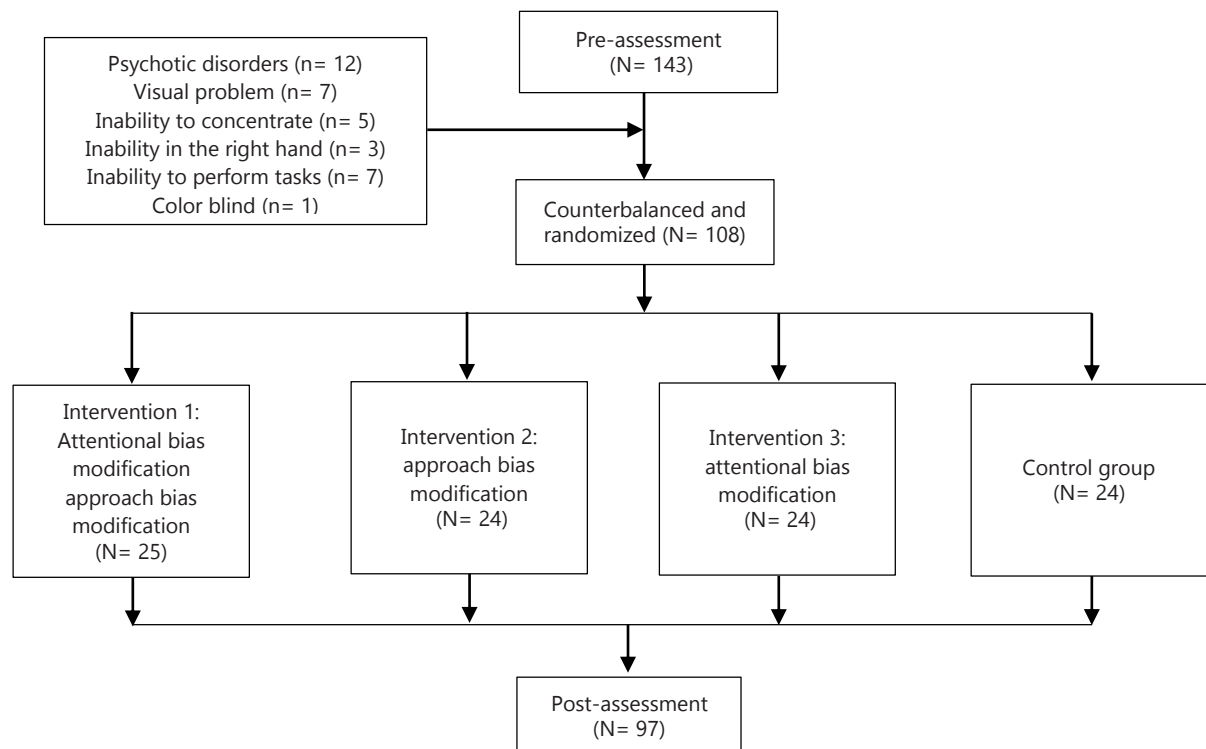 Pre-assessment
(N= 143)
Psychotic disorders (n= 12)
Visual problem (n= 7)
Inability to concentrate (n= 5)
Inability in the right hand (n= 3)
Inability to perform tasks (n= 7)
Color blind (n= 1)
Counterbalanced and
randomized (N= 108)
Intervention 1:
Attentional bias
modification
approach bias
modification
(N= 25)
Intervention 2:
approach bias
modification
(N= 24)
Intervention 3:
attentional bias
modification
(N= 24)
Control group
(N= 24)
Post-assessment
(N= 97)